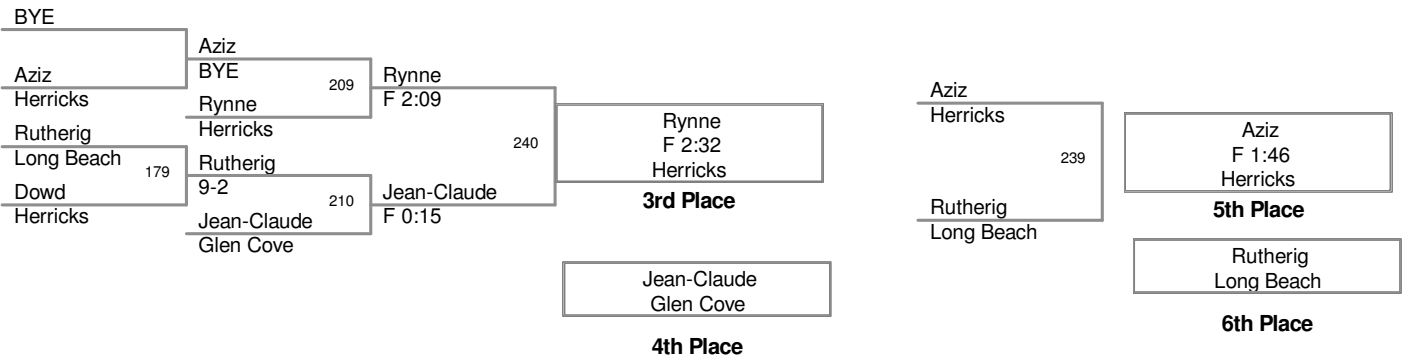 BYE
Aziz
Herricks
Rutherig
Long Beach
179
Dowd
Herricks
Aziz
BYE
209
Rynne
Herricks
Rutherig
9-2
210
Jean-Claude
Glen Cove
Rynne
F 2:09
240
Jean-Claude
F 0:15
Rynne
F 2:32
Herricks
3rd Place
Jean-Claude
Glen Cove
4th Place
Aziz
Herricks
239
Rutherig
Long Beach
Aziz
F 1:46
Herricks
5th Place
Rutherig
Long Beach
6th Place